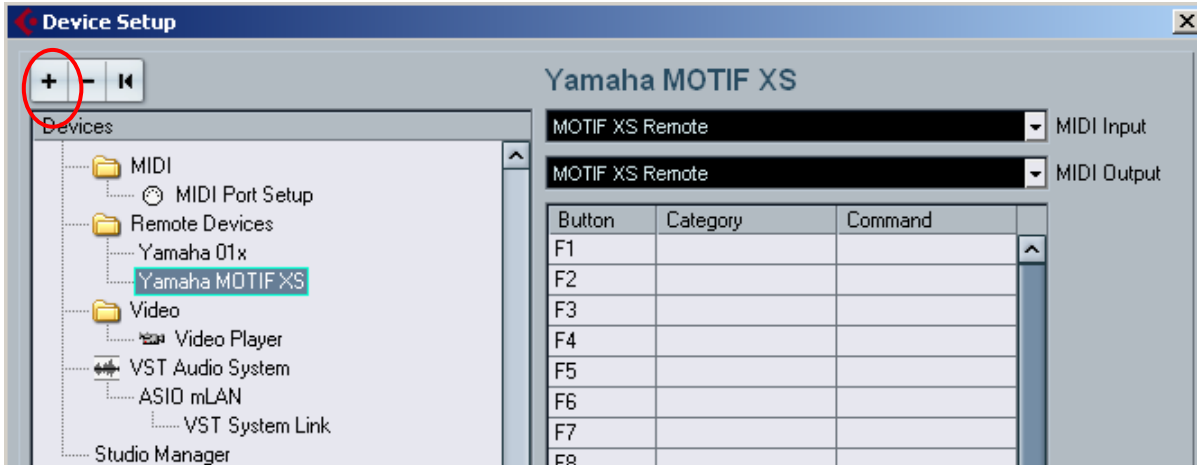 Device Setup
+ -
Yamaha MOTIF XS
Devices
MOTIF XS Remote MIDI Input
MOTIF XS Remote MIDI Output
MIDI
MIDI Port Setup
Remote Devices
Yamaha 01x
Yamaha MOTIF XS
Video
Video Player
VST Audio System
ASIO mLAN
VST System Link
Studio Manager
Button Category Command
F1
F2
F3
F4
F5
F6
F7
F8